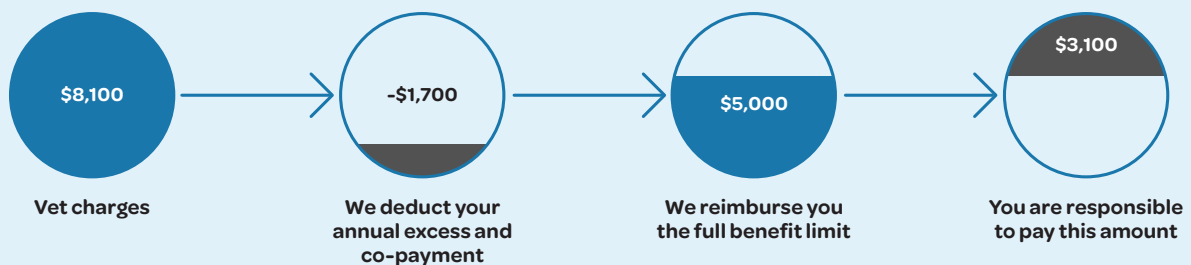 $8,100
-$1,700
$5,000
$3,100
Vet charges
We deduct your
annual excess and
co-payment
We reimburse you
the full benefit limit
You are responsible
to pay this amount